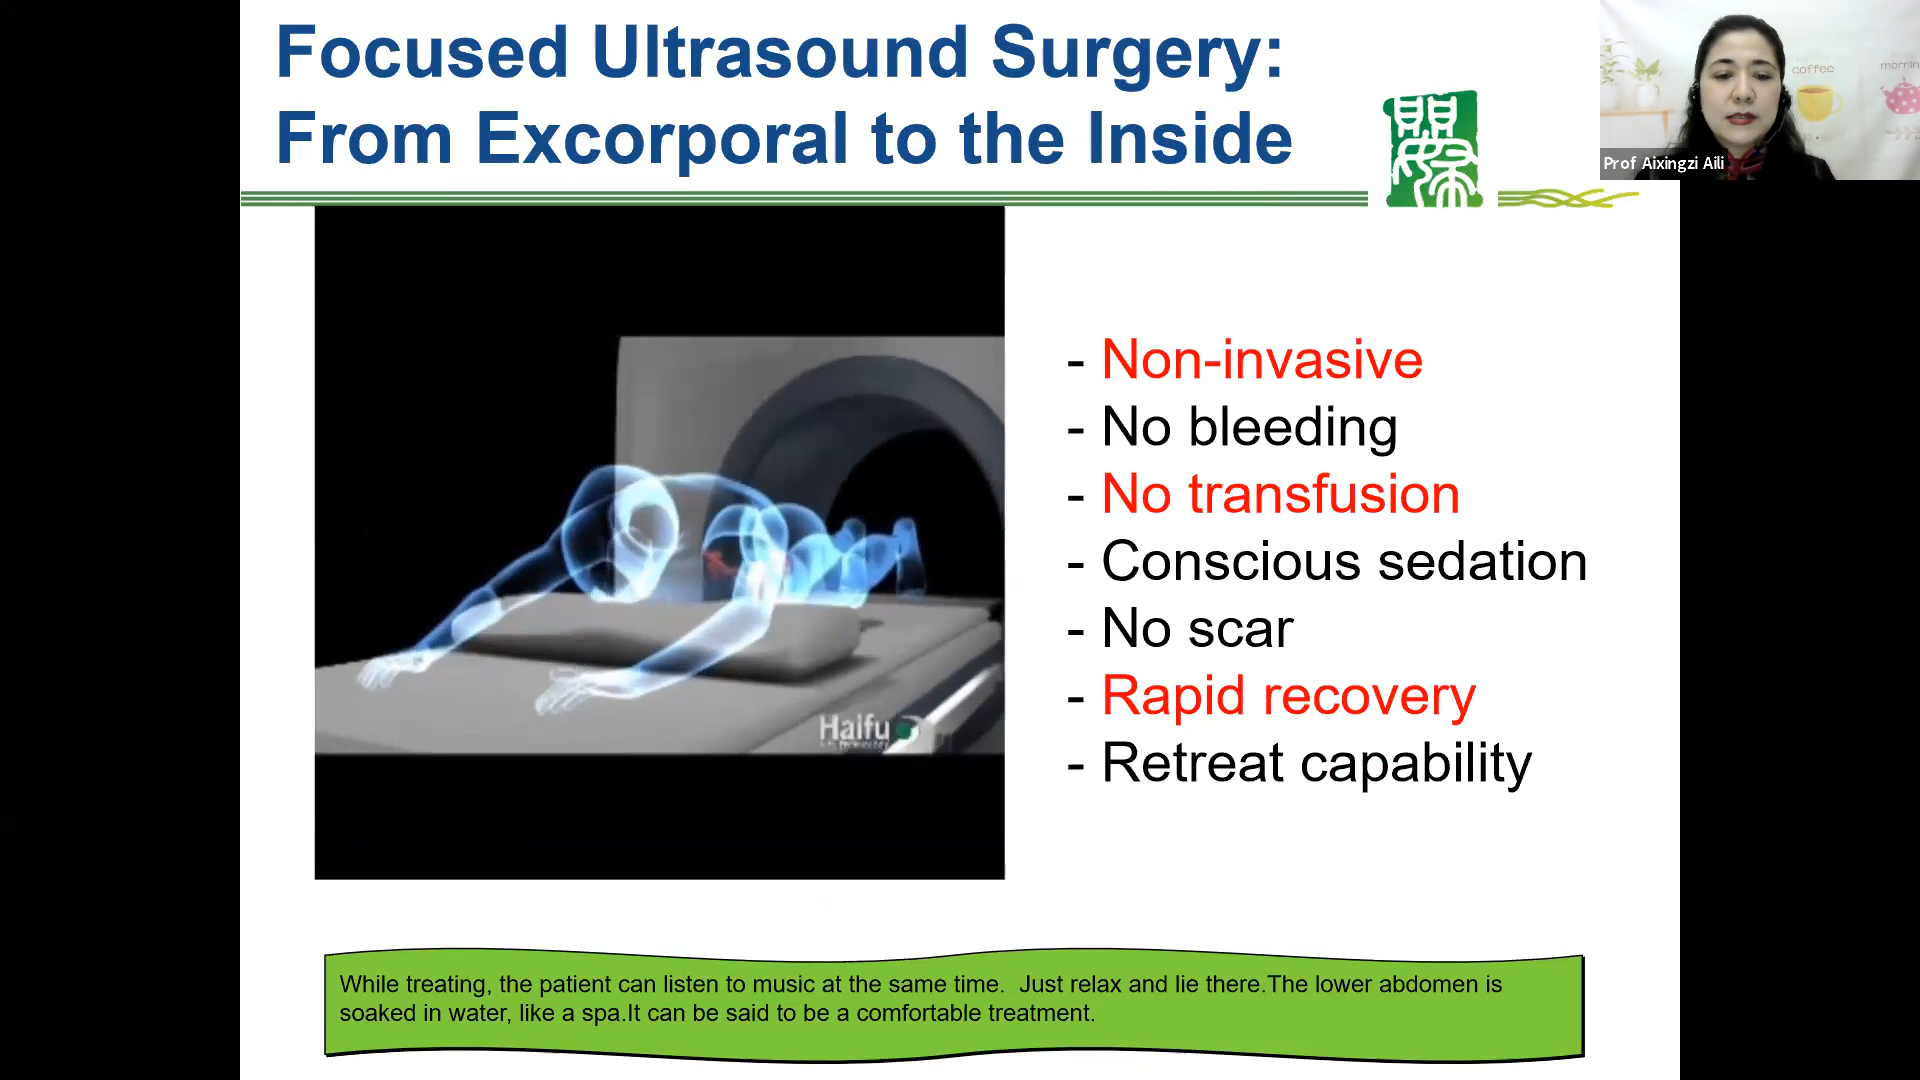 Focused Ultrasound Surgery:
From Excorporal to the Inside
coffee
Prof Aixingzi Aili
- Non-invasive
- No bleeding
- No transfusion
- Conscious sedation
- No scar
- Rapid recovery
- Retreat capability
Haifu
While treating, the patient can listen to music at the same time.  Just relax and lie there.The lower abdomen is
soaked in water, like a spa.It can be said to be a comfortable treatment.